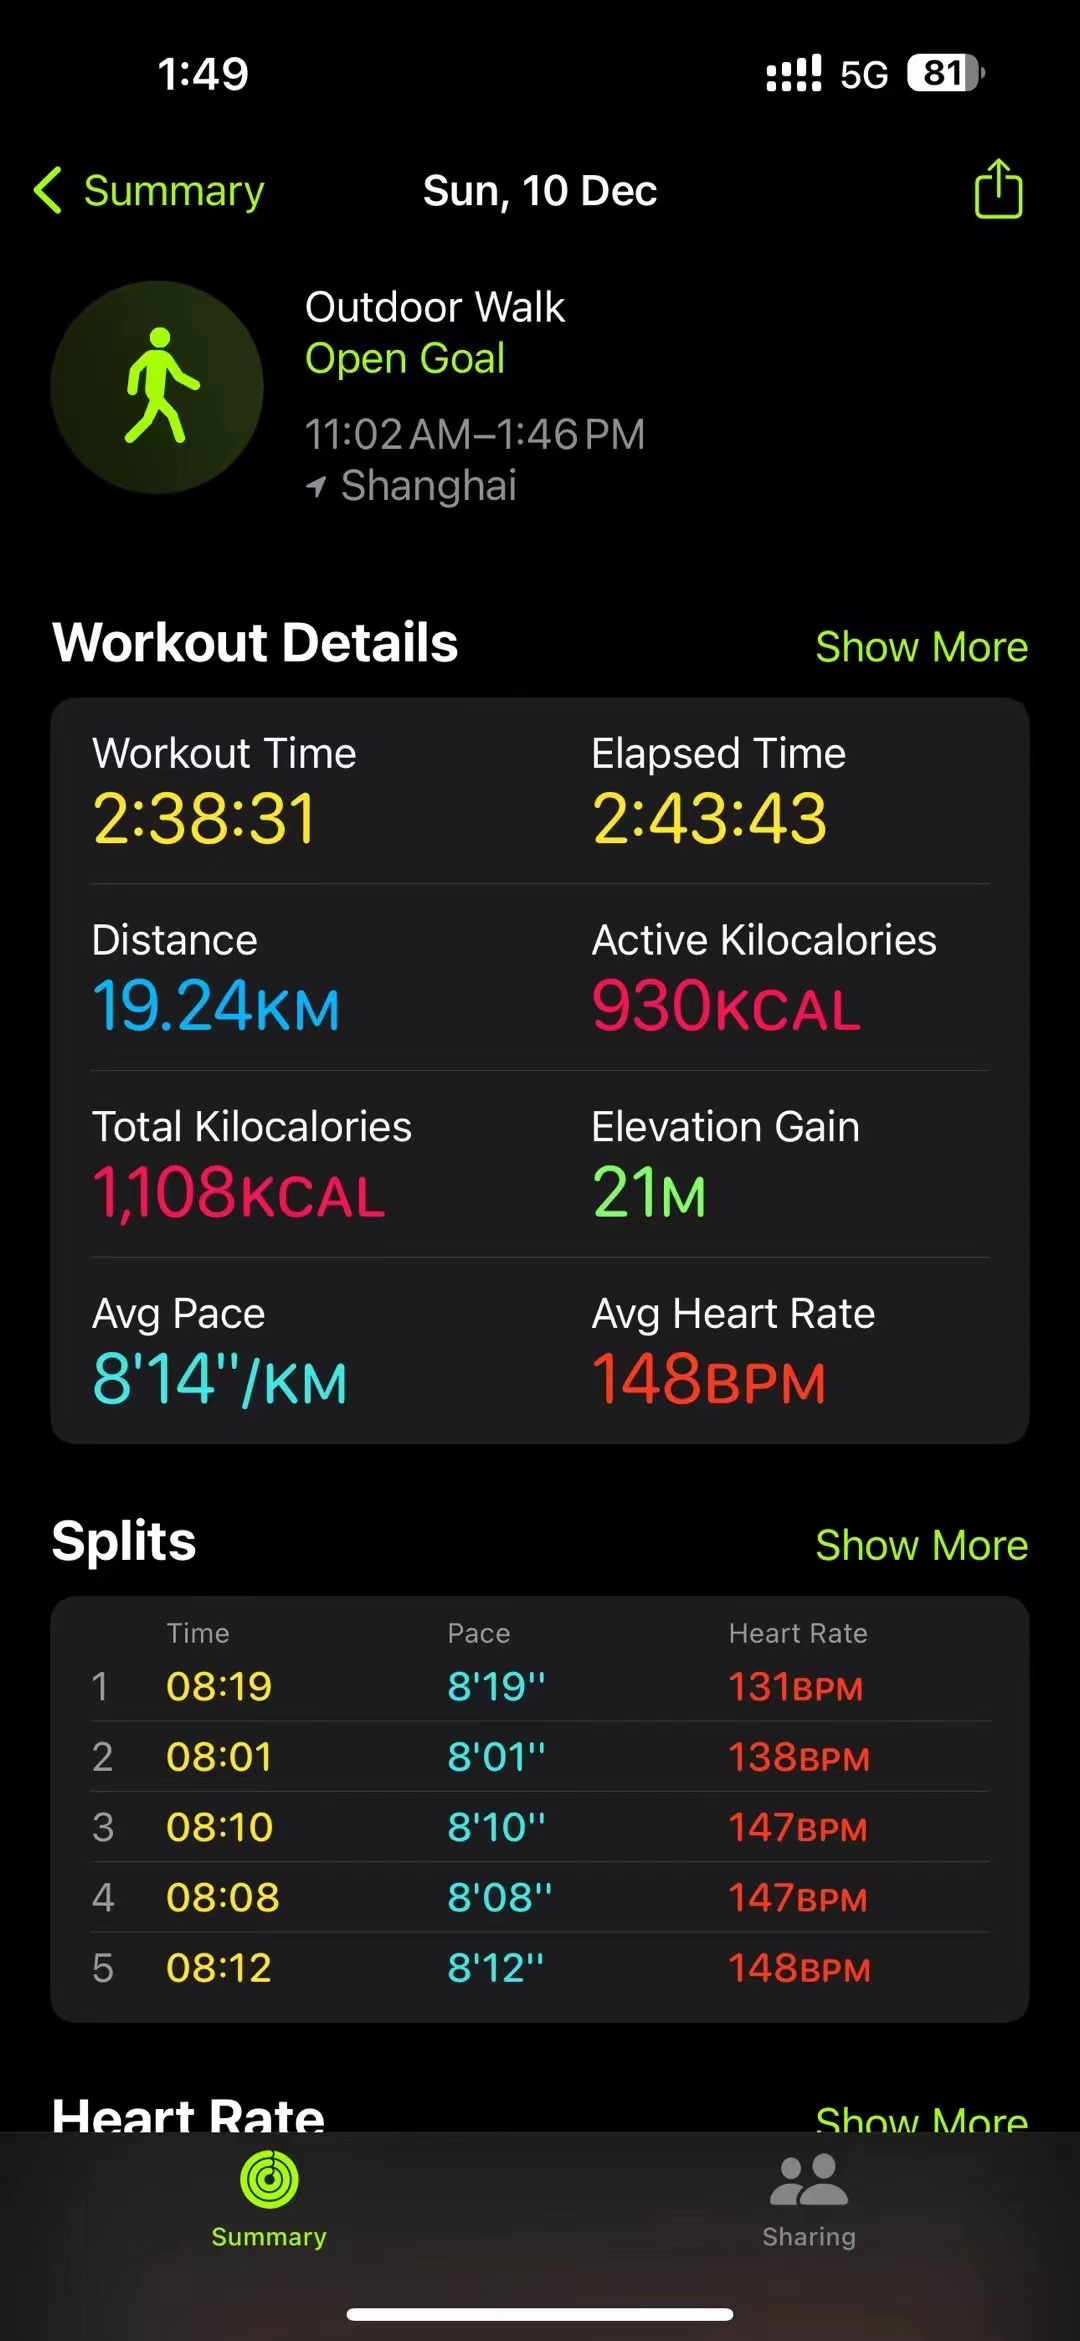 1:49 5G 81
Summary Sun, 10 Dec
Outdoor Walk
Open Goal
11:02 AM–1:46 PM
Shanghai
Workout Details Show More
Workout Time Elapsed Time
2:38:31 2:43:43
Distance Active Kilocalories
19.24KM 930KCAL
Total Kilocalories Elevation Gain
1,108KCAL 21M
Avg Pace Avg Heart Rate
8'14''/KM 148BPM
Splits Show More
Time Pace Heart Rate
1 08:19 8'19'' 131BPM
2 08:01 8'01'' 138BPM
3 08:10 8'10'' 147BPM
4 08:08 8'08'' 147BPM
5 08:12 8'12'' 148BPM
Heart Rate Show More
Summary Sharing